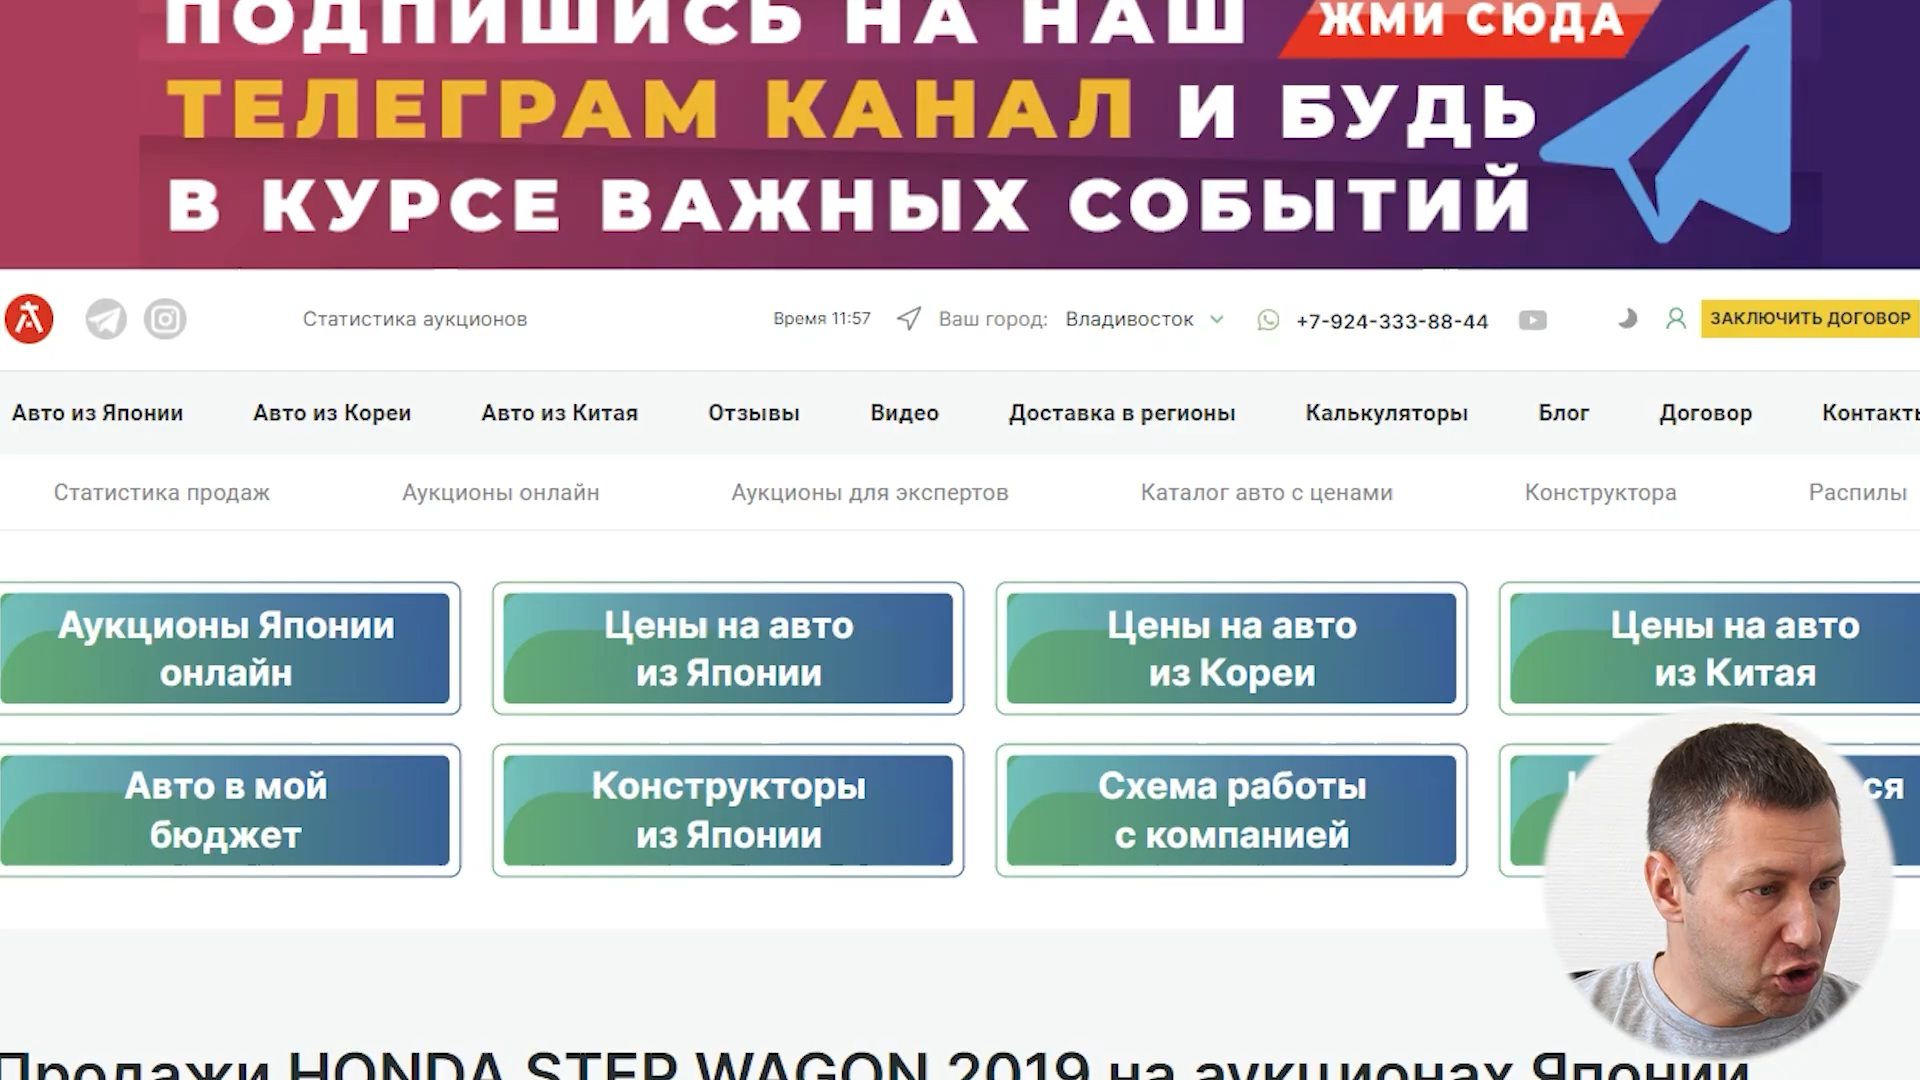 ПОДПИШИСЬ НА НАШ
ЖМИ СЮДА
ТЕЛЕГРАМ КАНАЛ И БУДЬ
В КУРСЕ ВАЖНЫХ СОБЫТИЙ
Статистика аукционов
Время 11:57
Ваш город: Владивосток
+7-924-333-88-44
ЗАКЛЮЧИТЬ ДОГОВОР
Авто из Японии
Авто из Кореи
Авто из Китая
Отзывы
Видео
Доставка в регионы
Калькуляторы
Блог
Договор
Контакты
Статистика продаж
Аукционы онлайн
Аукционы для экспертов
Каталог авто с ценами
Конструктора
Распилы
Аукционы Японии
онлайн
Цены на авто
из Японии
Цены на авто
из Кореи
Цены на авто
из Китая
Авто в мой
бюджет
Конструкторы
из Японии
Схема работы
с компанией
Продажи HONDA STEP WAGON 2019 на аукционах Японии